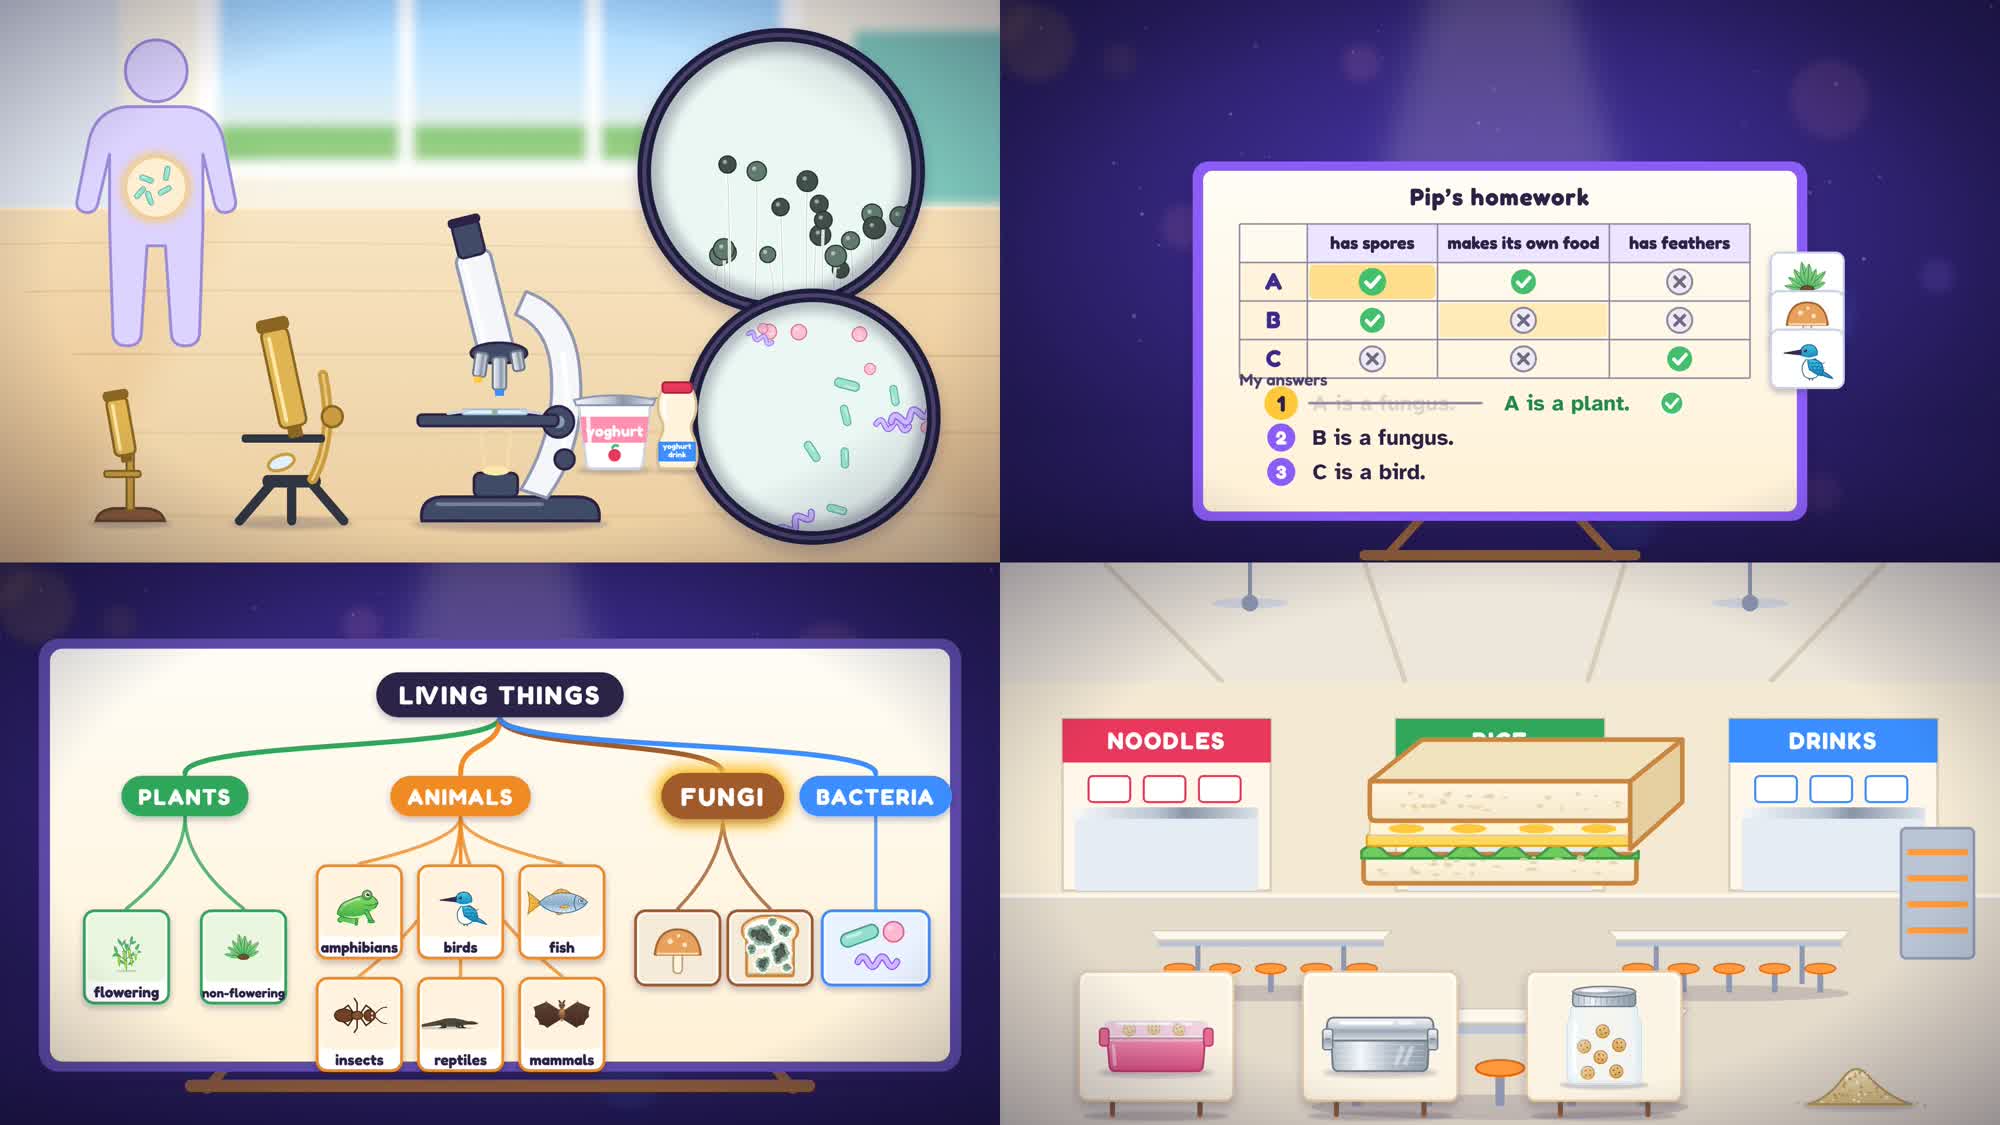 yoghurt
yoghurt
drink
Pip's homework
has spores
makes its own food
has feathers
A
B
C
My answers
1 A is a fungus. A is a plant.
2 B is a fungus.
3 C is a bird.
LIVING THINGS
PLANTS
ANIMALS
FUNGI
BACTERIA
flowering
non-flowering
amphibians
birds
fish
insects
reptiles
mammals
NOODLES
RICE
DRINKS